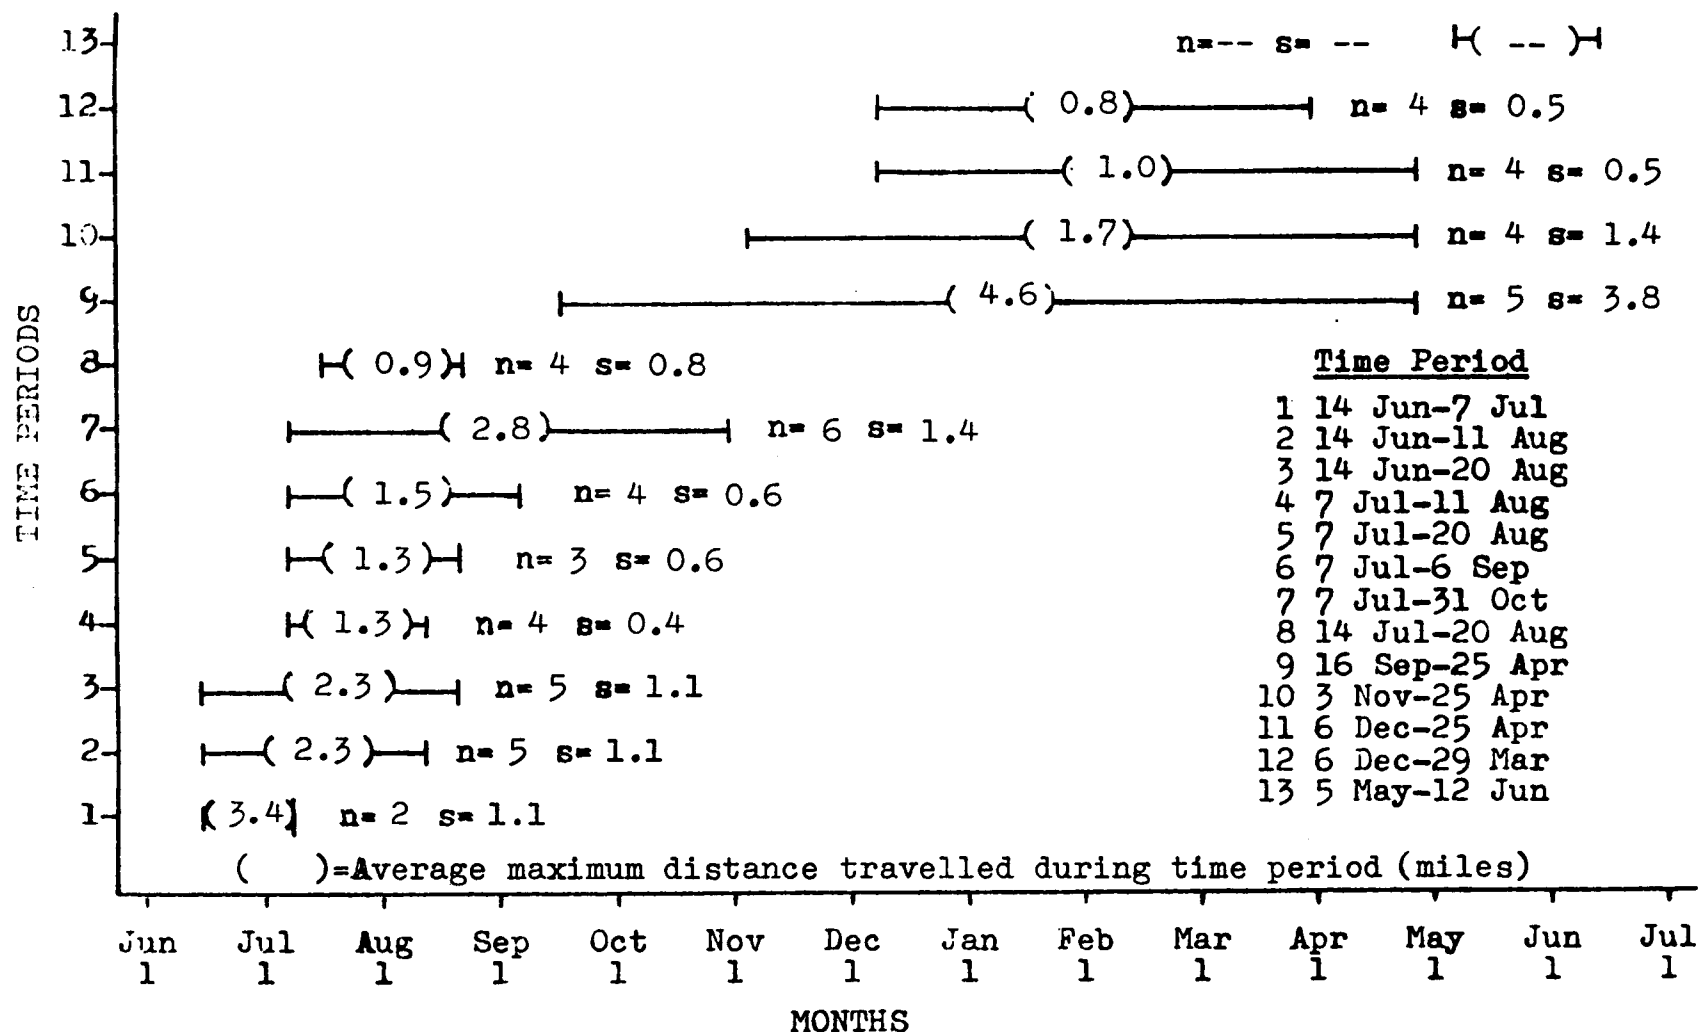 13 n=-- s= -- ( -- )
12 ( 0.8) n= 4 s= 0.5
11 ( 1.0) n= 4 s= 0.5
10 ( 1.7) n= 4 s= 1.4
9 ( 4.6) n= 5 s= 3.8
8 ( 0.9) n= 4 s= 0.8
7 ( 2.8) n= 6 s= 1.4
6 ( 1.5) n= 4 s= 0.6
5 ( 1.3) n= 3 s= 0.6
4 ( 1.3) n= 4 s= 0.4
3 ( 2.3) n= 5 s= 1.1
2 ( 2.3) n= 5 s= 1.1
1 ( 3.4) n= 2 s= 1.1
TIME PERIODS
Time Period
1 14 Jun-7 Jul
2 14 Jun-11 Aug
3 14 Jun-20 Aug
4 7 Jul-11 Aug
5 7 Jul-20 Aug
6 7 Jul-6 Sep
7 7 Jul-31 Oct
8 14 Jul-20 Aug
9 16 Sep-25 Apr
10 3 Nov-25 Apr
11 6 Dec-25 Apr
12 6 Dec-29 Mar
13 5 May-12 Jun
( )=Average maximum distance travelled during time period (miles)
Jun Jul Aug Sep Oct Nov Dec Jan Feb Mar Apr May Jun Jul
1 1 1 1 1 1 1 1 1 1 1 1 1 1
MONTHS